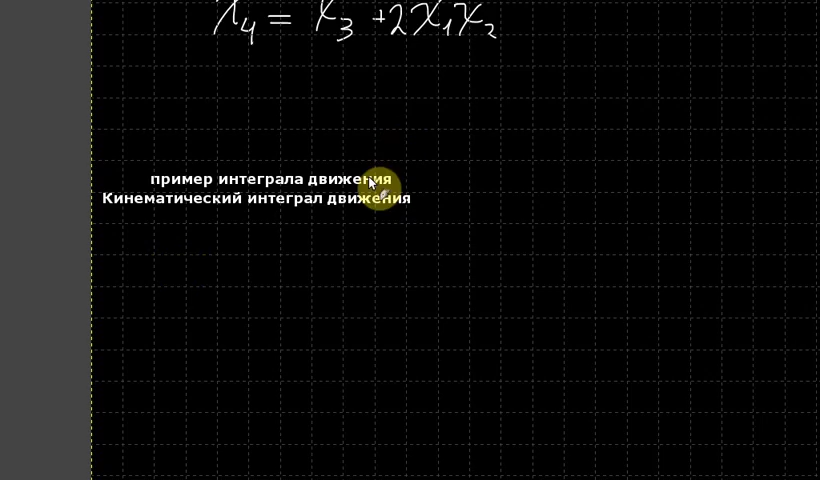 x₄ = x₃ + 2x₁x₂
пример интеграла движения
Кинематический интеграл движения